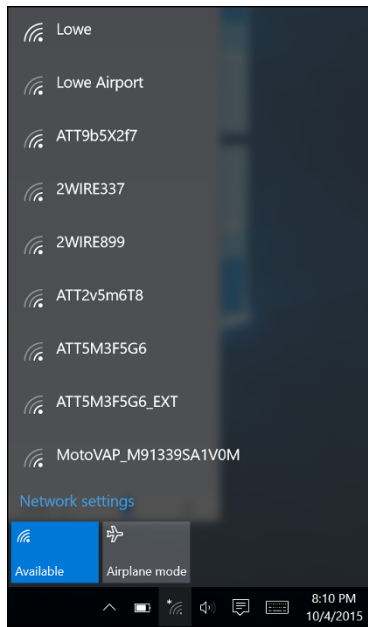 Lowe
Lowe Airport
ATT9b5X2f7
2WIRE337
2WIRE899
ATT2v5m6T8
ATT5M3F5G6
ATT5M3F5G6_EXT
MotoVAP_M91339SA1V0M
Network settings
Available
Airplane mode
8:10 PM
10/4/2015